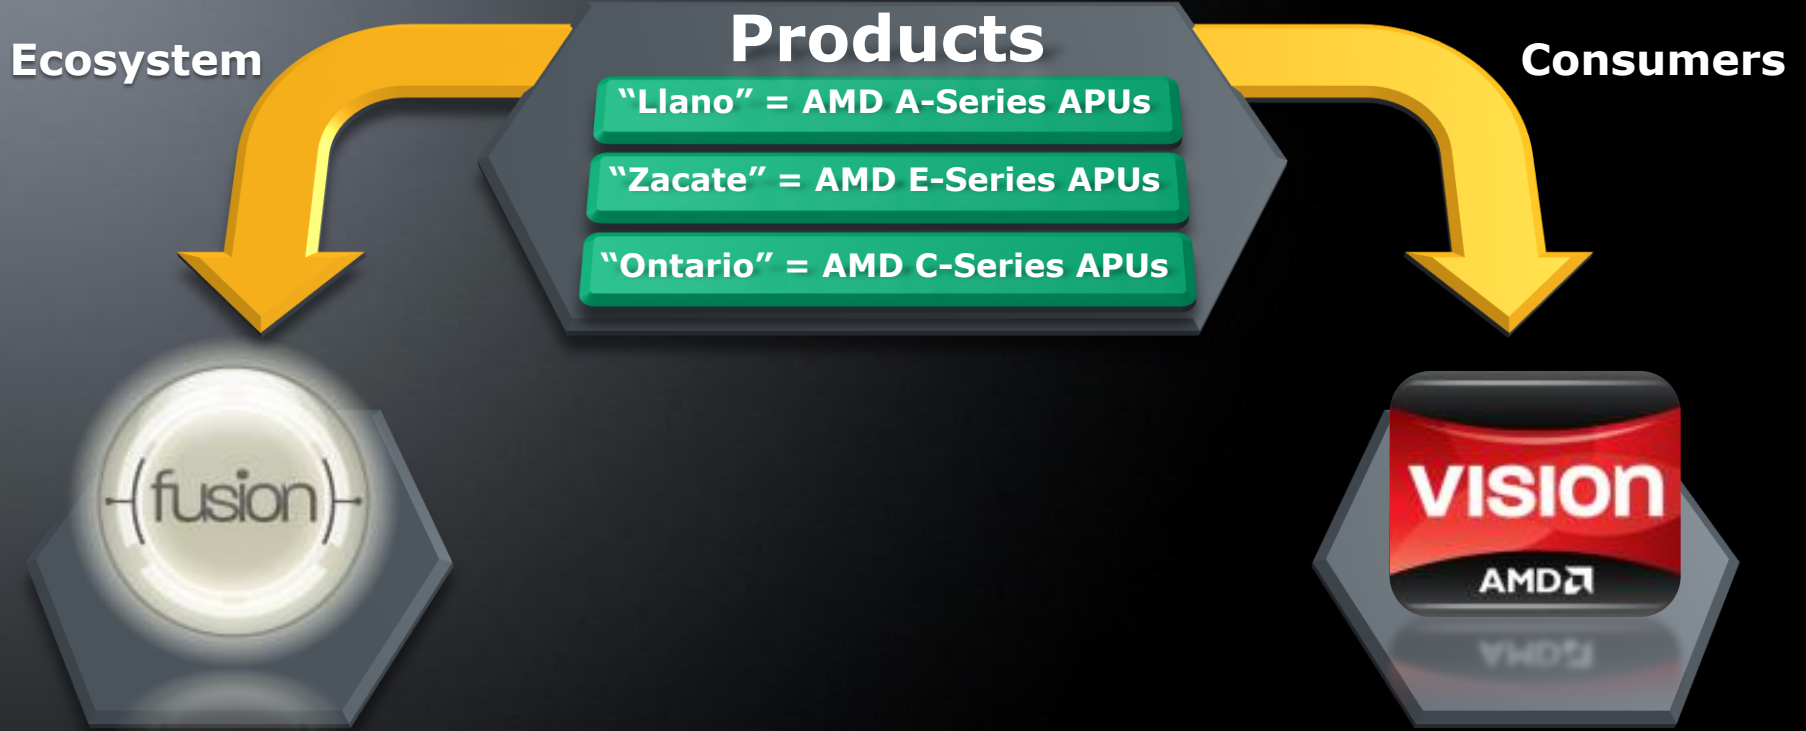 Products
Ecosystem
Consumers
“Llano” = AMD A-Series APUs
“Zacate” = AMD E-Series APUs
“Ontario” = AMD C-Series APUs
fusion
VISION
AMD